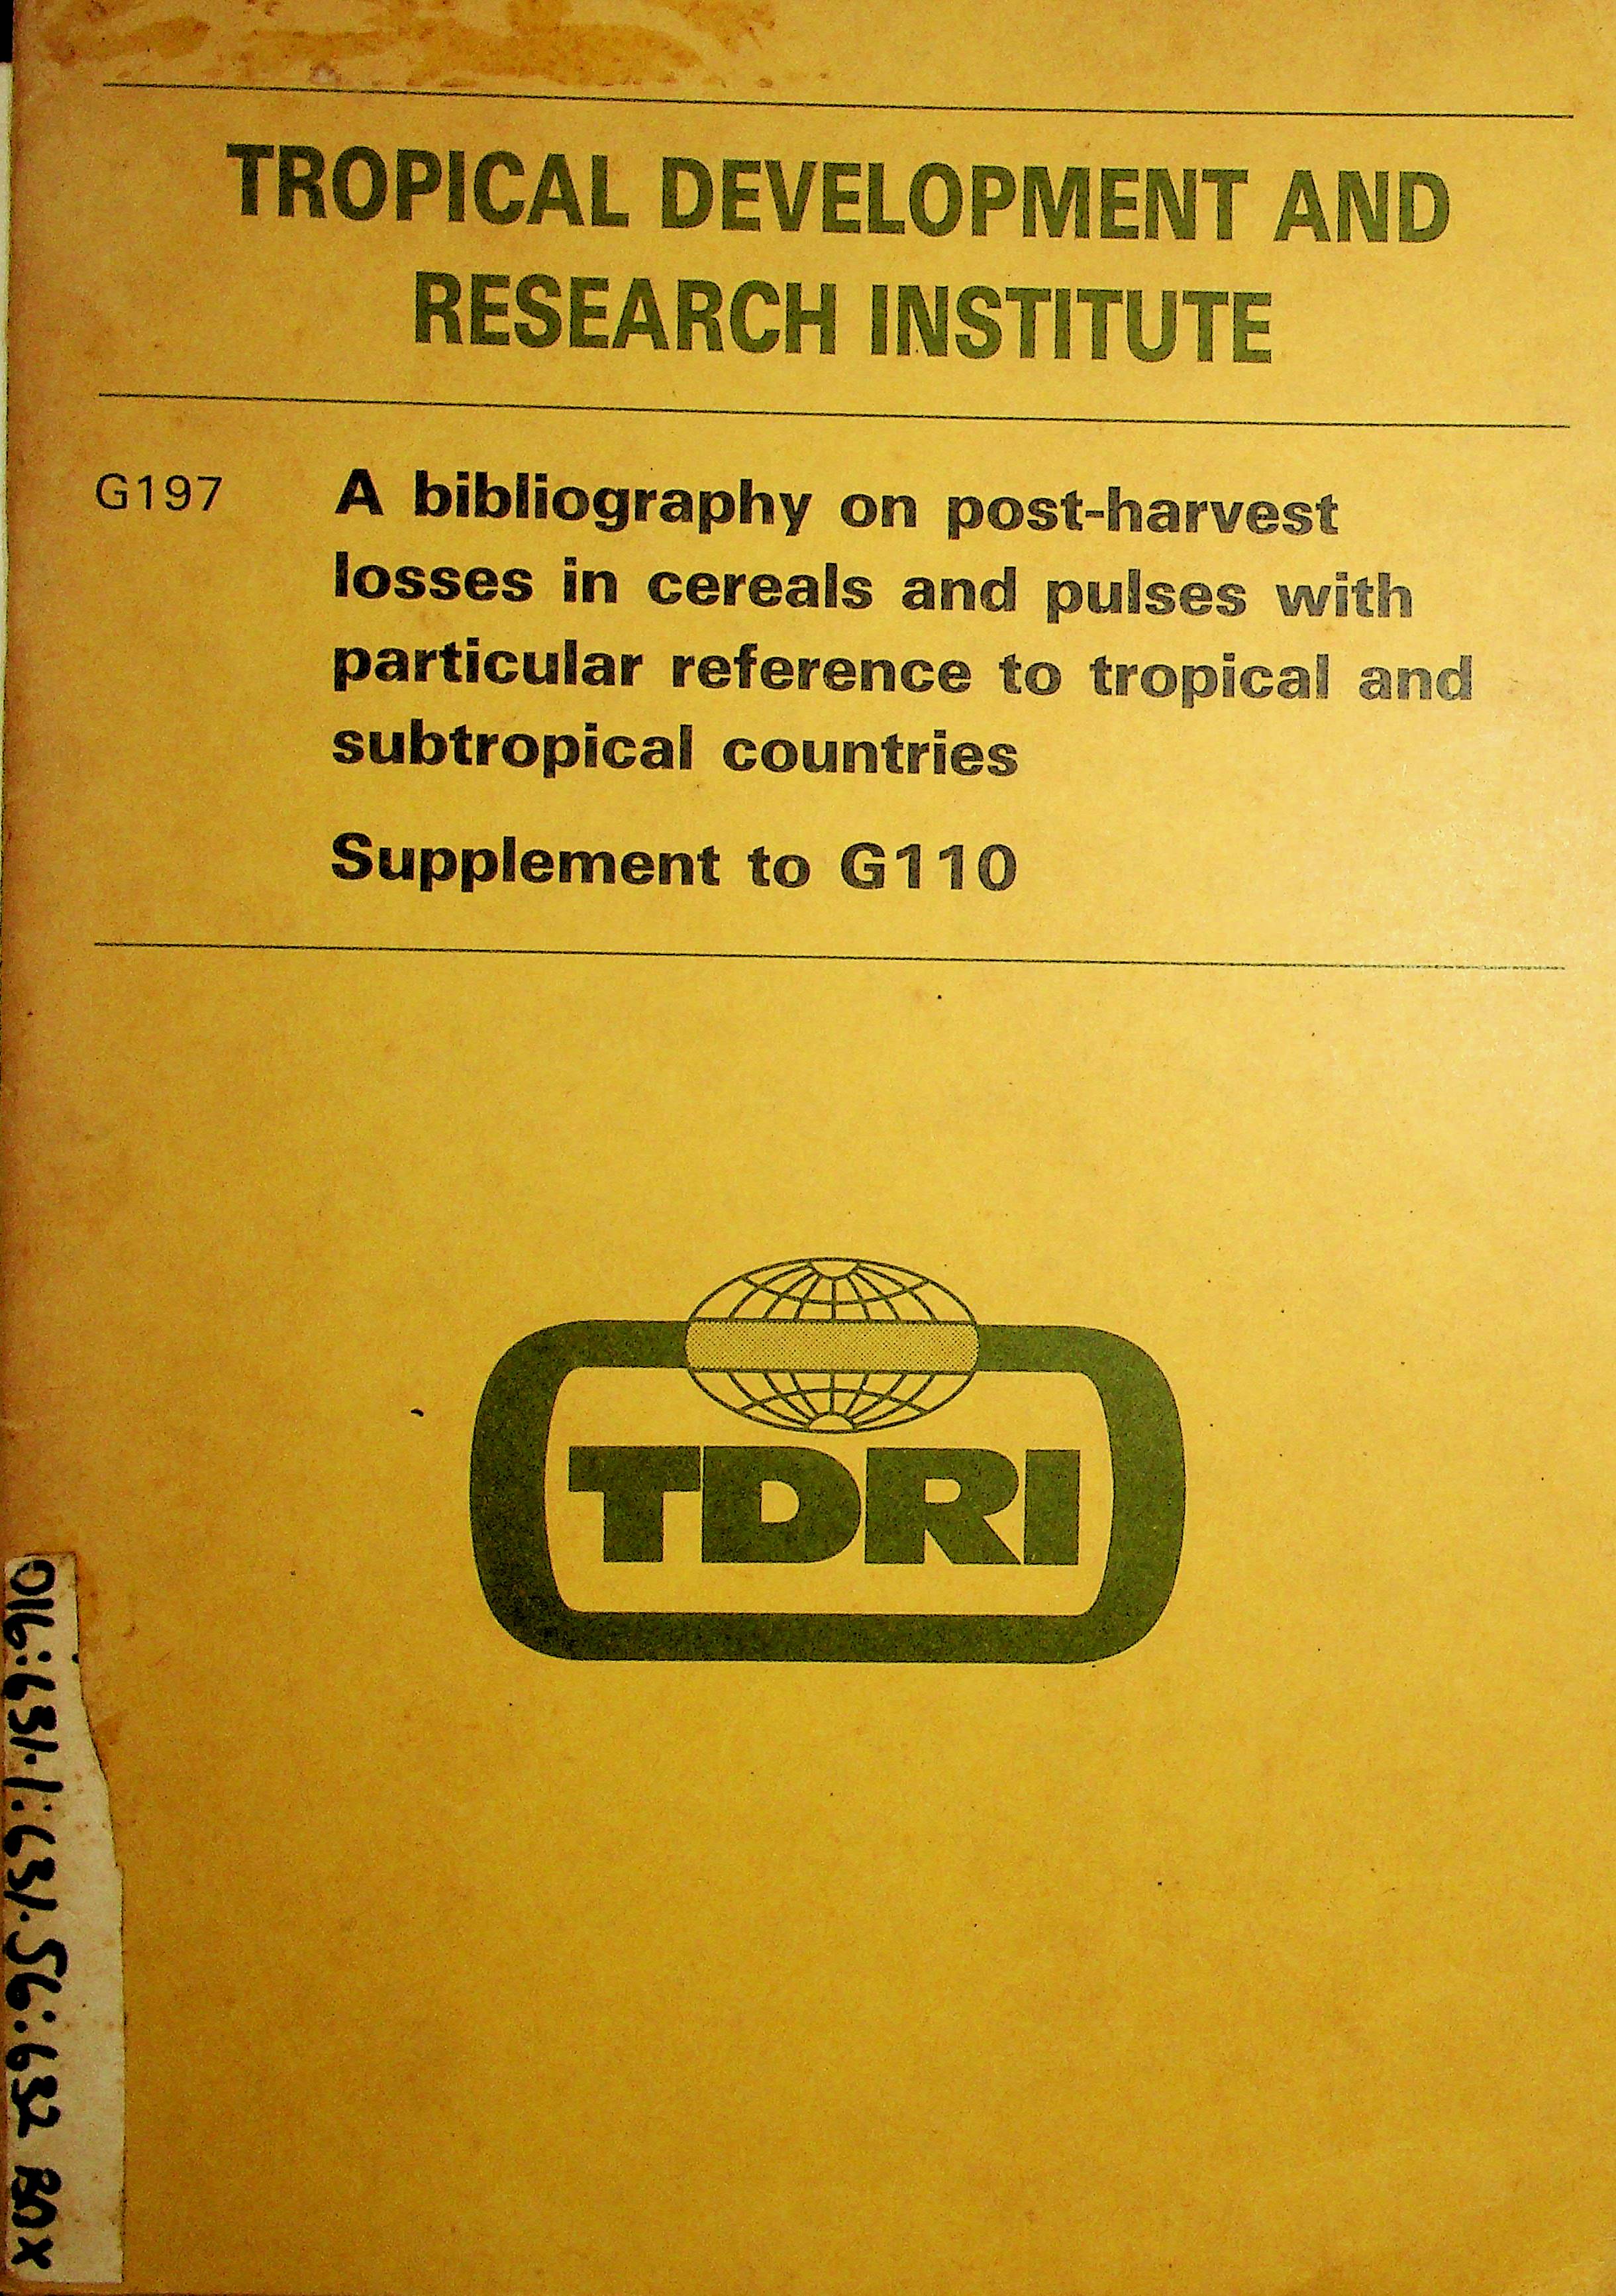 TROPICAL DEVELOPMENT AND
RESEARCH INSTITUTE
G197
A bibliography on post-harvest
losses in cereals and pulses with
particular reference to tropical and
subtropical countries
Supplement to G110
TDRI
016:631.1:631.56:632 BOX